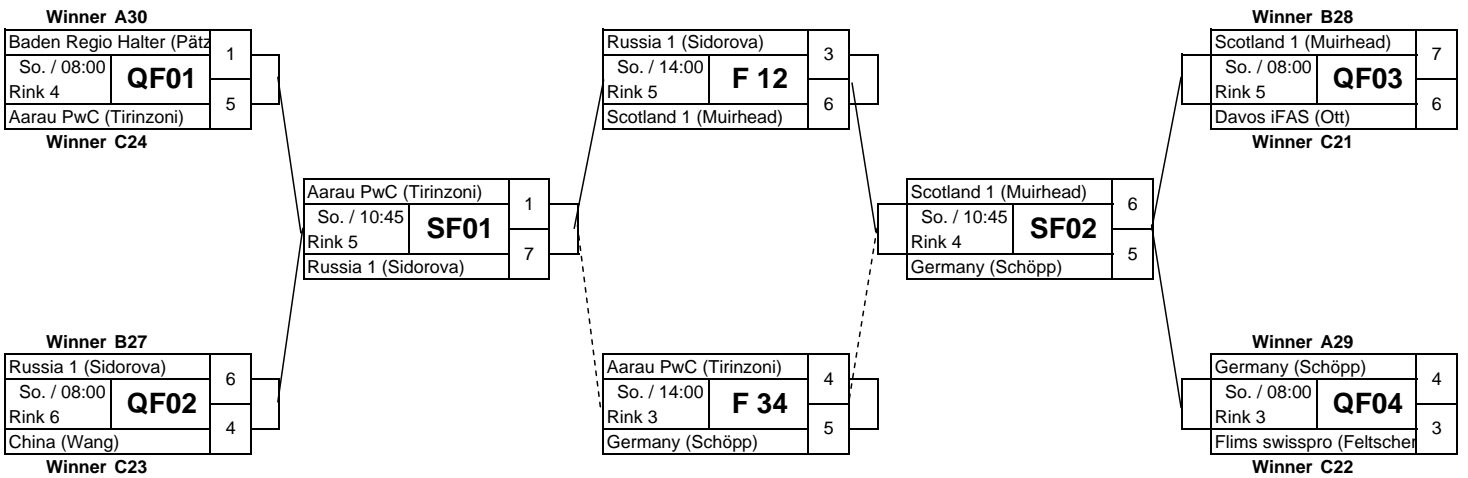 Winner A30
Baden Regio Halter (Pätz
1
So. / 08:00
QF01
Rink 4
5
Aarau PwC (Tirinzoni)
Winner C24
Winner B27
Russia 1 (Sidorova)
6
So. / 08:00
QF02
Rink 6
4
China (Wang)
Winner C23
Aarau PwC (Tirinzoni)
1
So. / 10:45
SF01
Rink 5
7
Russia 1 (Sidorova)
Russia 1 (Sidorova)
3
So. / 14:00
F 12
Rink 5
6
Scotland 1 (Muirhead)
Aarau PwC (Tirinzoni)
4
So. / 14:00
F 34
Rink 3
5
Germany (Schöpp)
Scotland 1 (Muirhead)
6
So. / 10:45
SF02
Rink 4
5
Germany (Schöpp)
Winner B28
Scotland 1 (Muirhead)
7
So. / 08:00
QF03
Rink 5
6
Davos iFAS (Ott)
Winner C21
Winner A29
Germany (Schöpp)
4
So. / 08:00
QF04
Rink 3
3
Flims swisspro (Feltscher
Winner C22